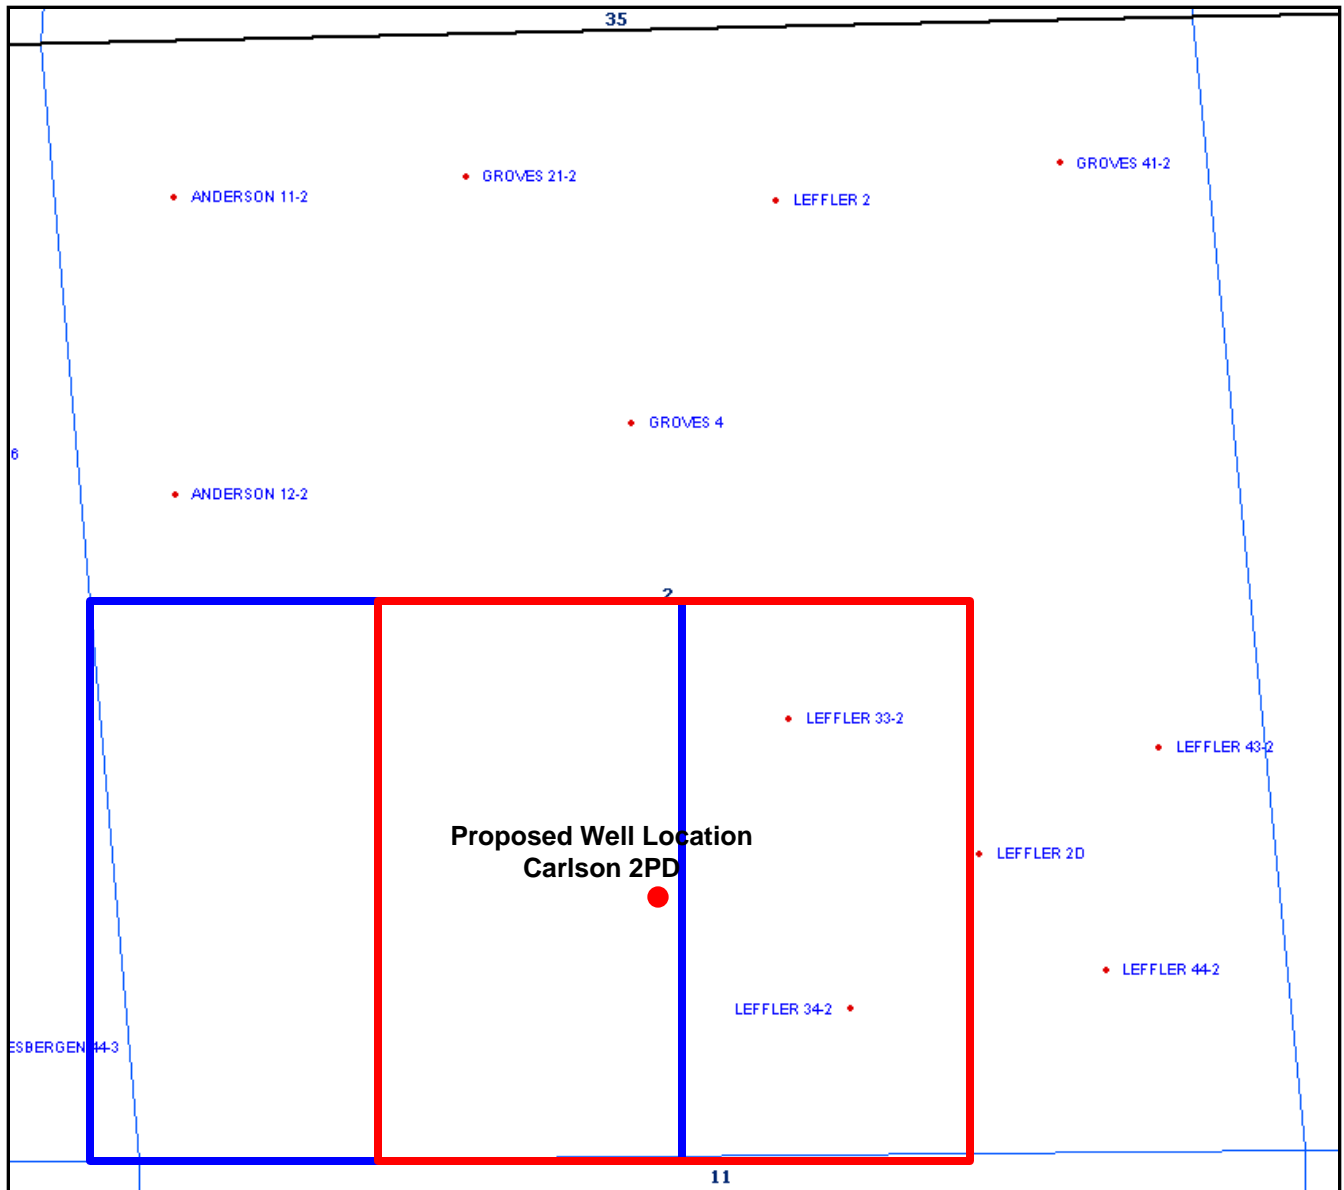 35
GROVES 41-2
GROVES 21-2
ANDERSON 11-2
LEFFLER 2
GROVES 4
6
ANDERSON 12-2
2
LEFFLER 33-2
LEFFLER 43-2
Proposed Well Location
Carlson 2PD
LEFFLER 2D
LEFFLER 44-2
LEFFLER 34-2
ESBERGEN 44-3
11